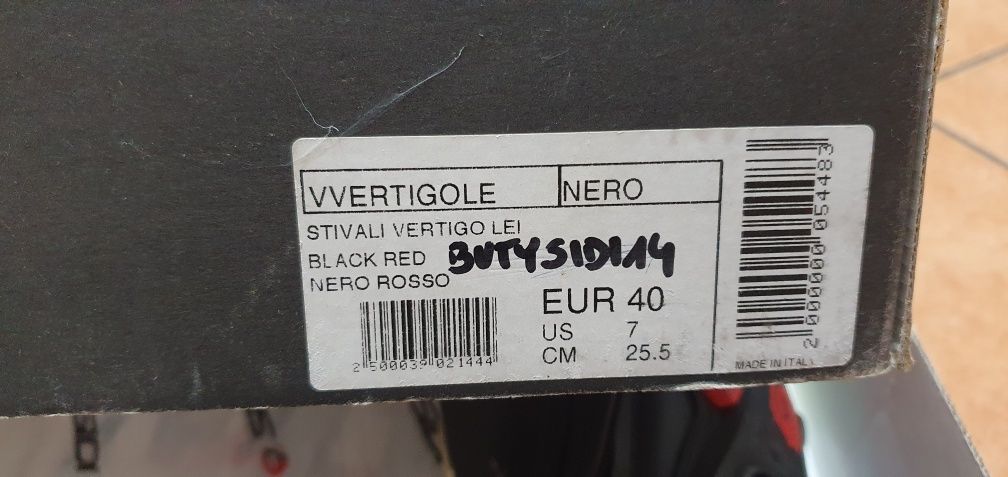 VVERTIGOLE NERO
STIVALI VERTIGO LEI
BLACK RED BUTYSIDI14
NERO ROSSO
EUR 40
US 7
CM 25.5
2 500039 021444
2 000000 054483
MADE IN ITALY